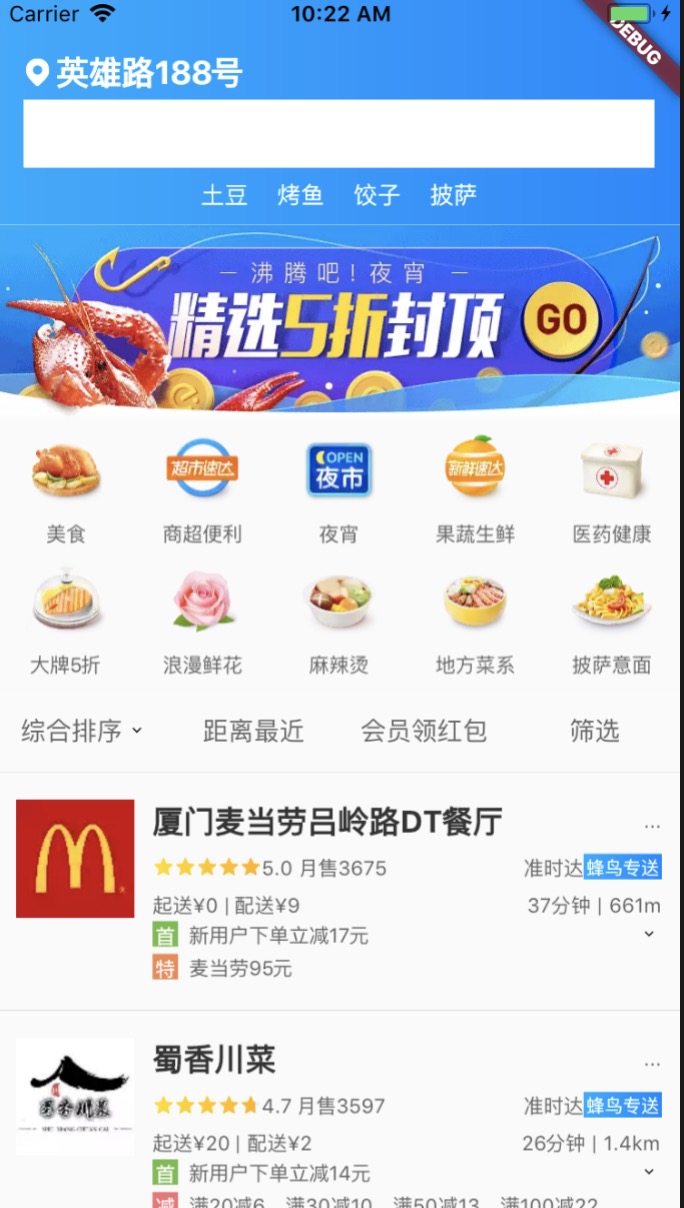 Carrier 10:22 AM
DEBUG
英雄路188号
土豆 烤鱼 饺子 披萨
沸腾吧！夜宵
精选5折封顶
GO
超市速达 OPEN 夜市 新鲜速达
美食 商超便利 夜宵 果蔬生鲜 医药健康
大牌5折 浪漫鲜花 麻辣烫 地方菜系 披萨意面
综合排序 距离最近 会员领红包 筛选
厦门麦当劳吕岭路DT餐厅 ...
5.0 月售3675 准时达 蜂鸟专送
起送¥0 | 配送¥9 37分钟 | 661m
首 新用户下单立减17元
特 麦当劳95元
蜀香川菜 ...
蜀香川菜
4.7 月售3597 准时达 蜂鸟专送
起送¥20 | 配送¥2 26分钟 | 1.4km
首 新用户下单立减14元
减 满20减6，满30减10，满50减13，满100减22